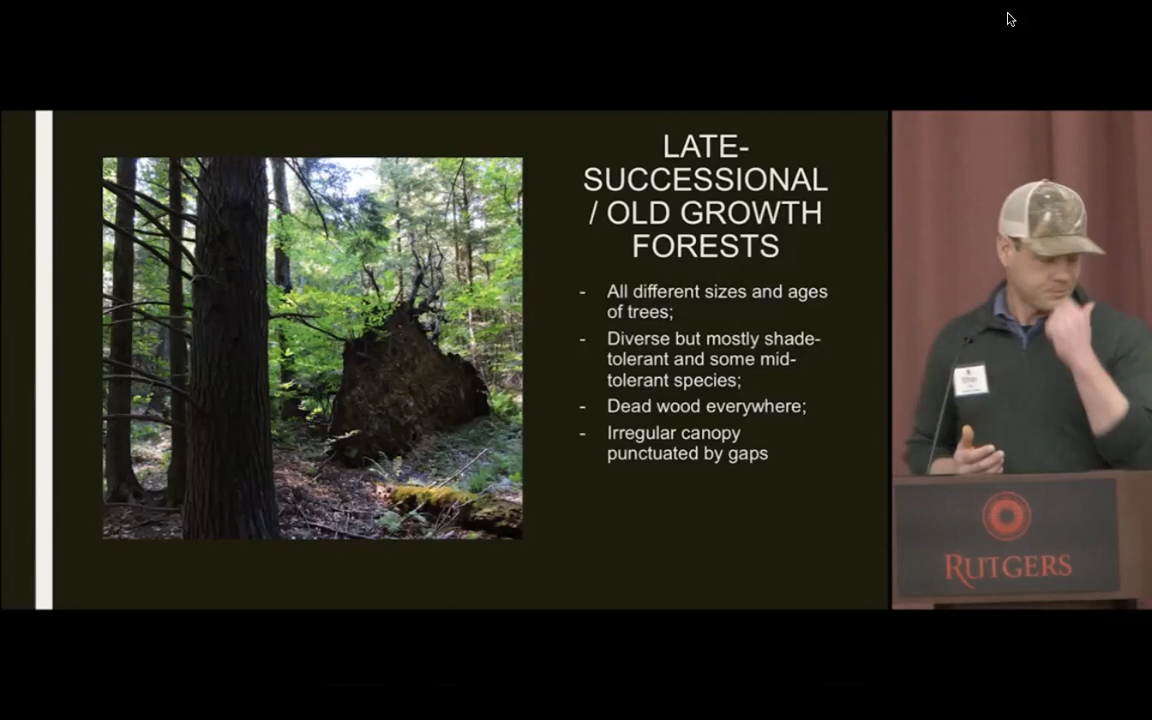 LATE-
SUCCESSIONAL
/ OLD GROWTH
FORESTS
- All different sizes and ages
of trees;
- Diverse but mostly shade-
tolerant and some mid-
tolerant species;
- Dead wood everywhere;
- Irregular canopy
punctuated by gaps
RUTGERS